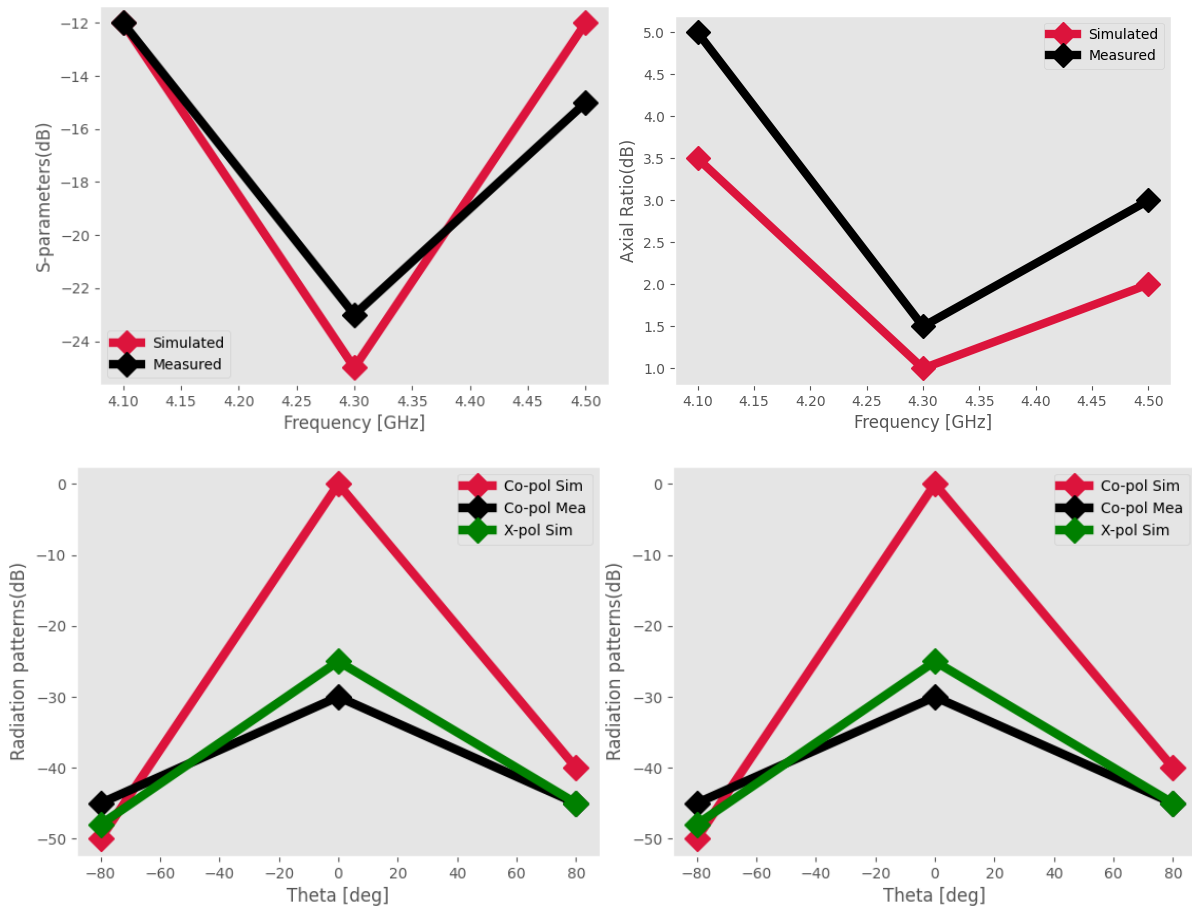 −12
−14
−16
−18
−20
−22
−24
S-parameters(dB)
Simulated
Measured
4.10 4.15 4.20 4.25 4.30 4.35 4.40 4.45 4.50
Frequency [GHz]
5.0
4.5
4.0
3.5
3.0
2.5
2.0
1.5
1.0
Axial Ratio(dB)
Simulated
Measured
4.10 4.15 4.20 4.25 4.30 4.35 4.40 4.45 4.50
Frequency [GHz]
0
−10
−20
−30
−40
−50
Radiation patterns(dB)
Co-pol Sim
Co-pol Mea
X-pol Sim
−80 −60 −40 −20 0 20 40 60 80
Theta [deg]
0
−10
−20
−30
−40
−50
Radiation patterns(dB)
Co-pol Sim
Co-pol Mea
X-pol Sim
−80 −60 −40 −20 0 20 40 60 80
Theta [deg]